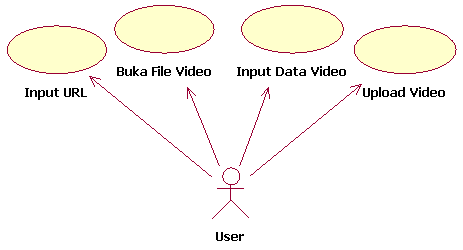 Buka File Video
Input Data Video
Input URL
Upload Video
User